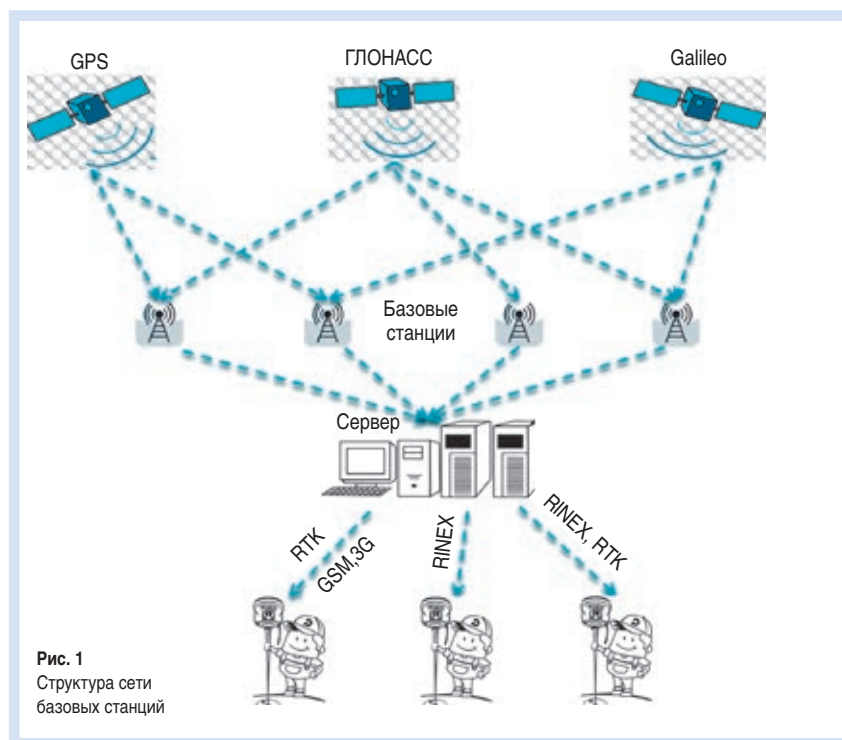 GPS
ГЛОНАСС
Galileo
Базовые
станции
Сервер
RTK
GSM,3G
RINEX
RINEX, RTK
Рис. 1
Структура сети
базовых станций